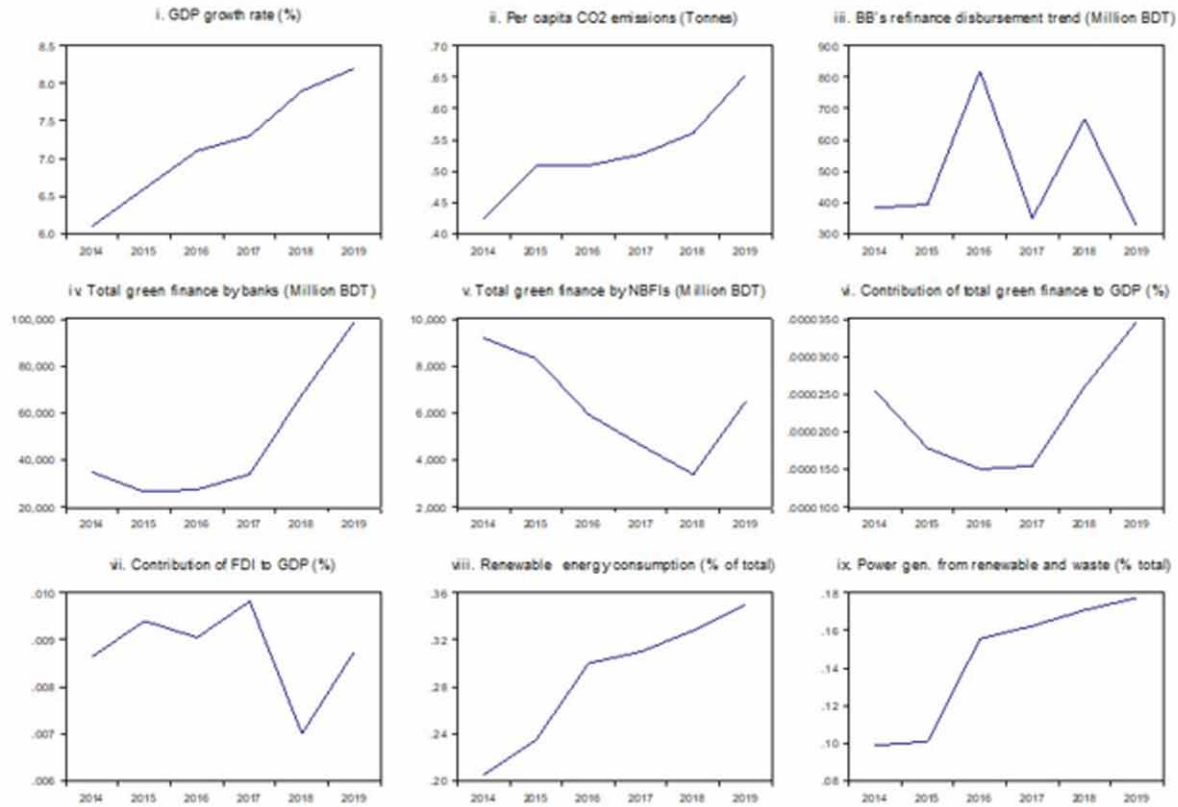 i. GDP growth rate (%)
8.5
8.0
7.5
7.0
6.5
6.0
2014 2015 2016 2017 2018 2019
ii. Per capita CO2 emissions (Tonnes)
.70
.65
.60
.55
.50
.45
.40
2014 2015 2016 2017 2018 2019
iii. BB's refinance disbursement trend (Million BDT)
900
800
700
600
500
400
300
2014 2015 2016 2017 2018 2019
iv. Total green finance by banks (Million BDT)
100,000
80,000
60,000
40,000
20,000
2014 2015 2016 2017 2018 2019
v. Total green finance by NBFIs (Million BDT)
10,000
8,000
6,000
4,000
2,000
2014 2015 2016 2017 2018 2019
vi. Contribution of total green finance to GDP (%)
.0000350
.0000300
.0000250
.0000200
.0000150
.0000100
2014 2015 2016 2017 2018 2019
vii. Contribution of FDI to GDP (%)
.010
.009
.008
.007
.006
2014 2015 2016 2017 2018 2019
viii. Renewable energy consumption (% of total)
.36
.32
.28
.24
.20
2014 2015 2016 2017 2018 2019
ix. Power gen. from renewable and waste (% total)
.18
.16
.14
.12
.10
.08
2014 2015 2016 2017 2018 2019